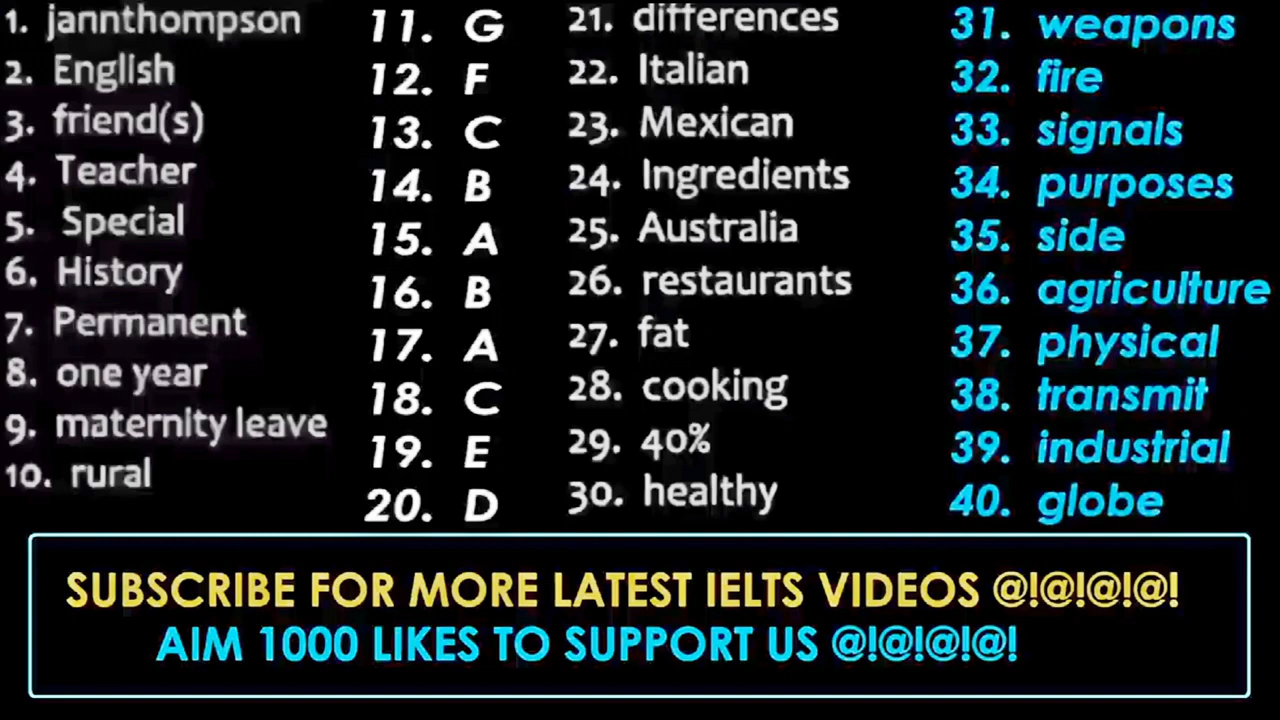 1. jannthompson
2. English
3. friend(s)
4. Teacher
5. Special
6. History
7. Permanent
8. one year
9. maternity leave
10. rural
11. G
12. F
13. C
14. B
15. A
16. B
17. A
18. C
19. E
20. D
21. differences
22. Italian
23. Mexican
24. Ingredients
25. Australia
26. restaurants
27. fat
28. cooking
29. 40%
30. healthy
31. weapons
32. fire
33. signals
34. purposes
35. side
36. agriculture
37. physical
38. transmit
39. industrial
40. globe
SUBSCRIBE FOR MORE LATEST IELTS VIDEOS @!@!@!@!
AIM 1000 LIKES TO SUPPORT US @!@!@!@!